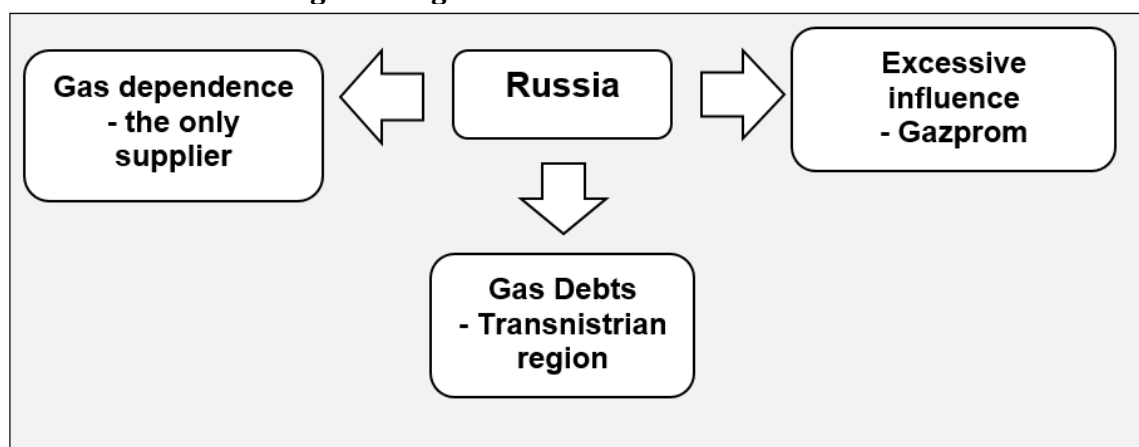 Gas dependence
- the only
supplier
Russia
Excessive
influence
- Gazprom
Gas Debts
- Transnistrian
region